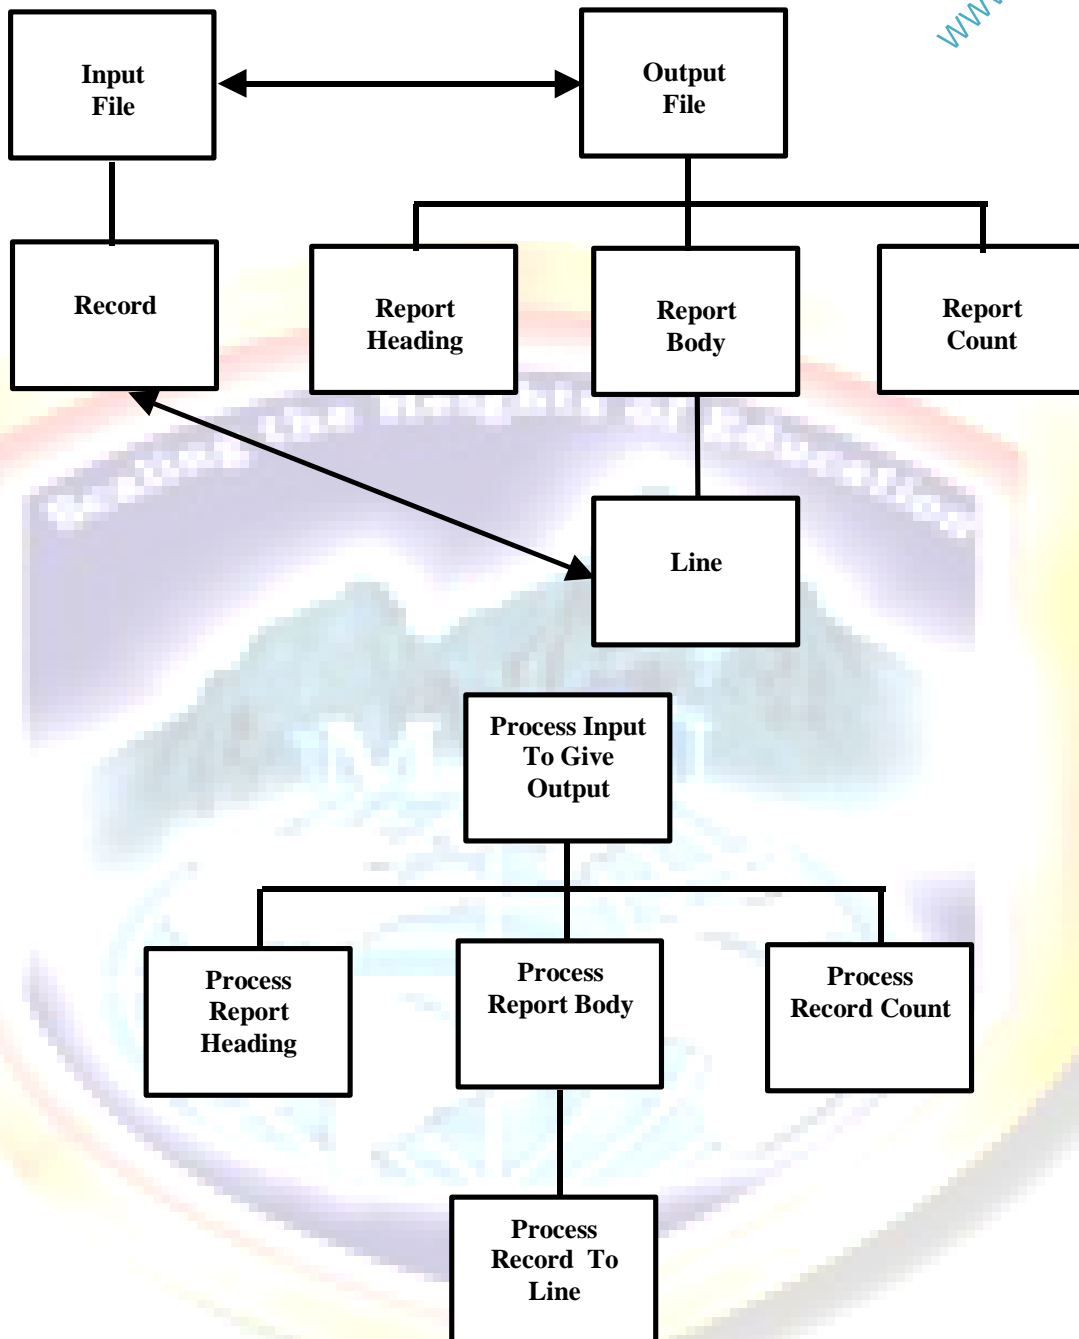 www
Input
File
Output
File
Record
Report
Heading
Report
Body
Report
Count
Line
Process Input
To Give
Output
Process
Report
Heading
Process
Report Body
Process
Record Count
Process
Record To
Line